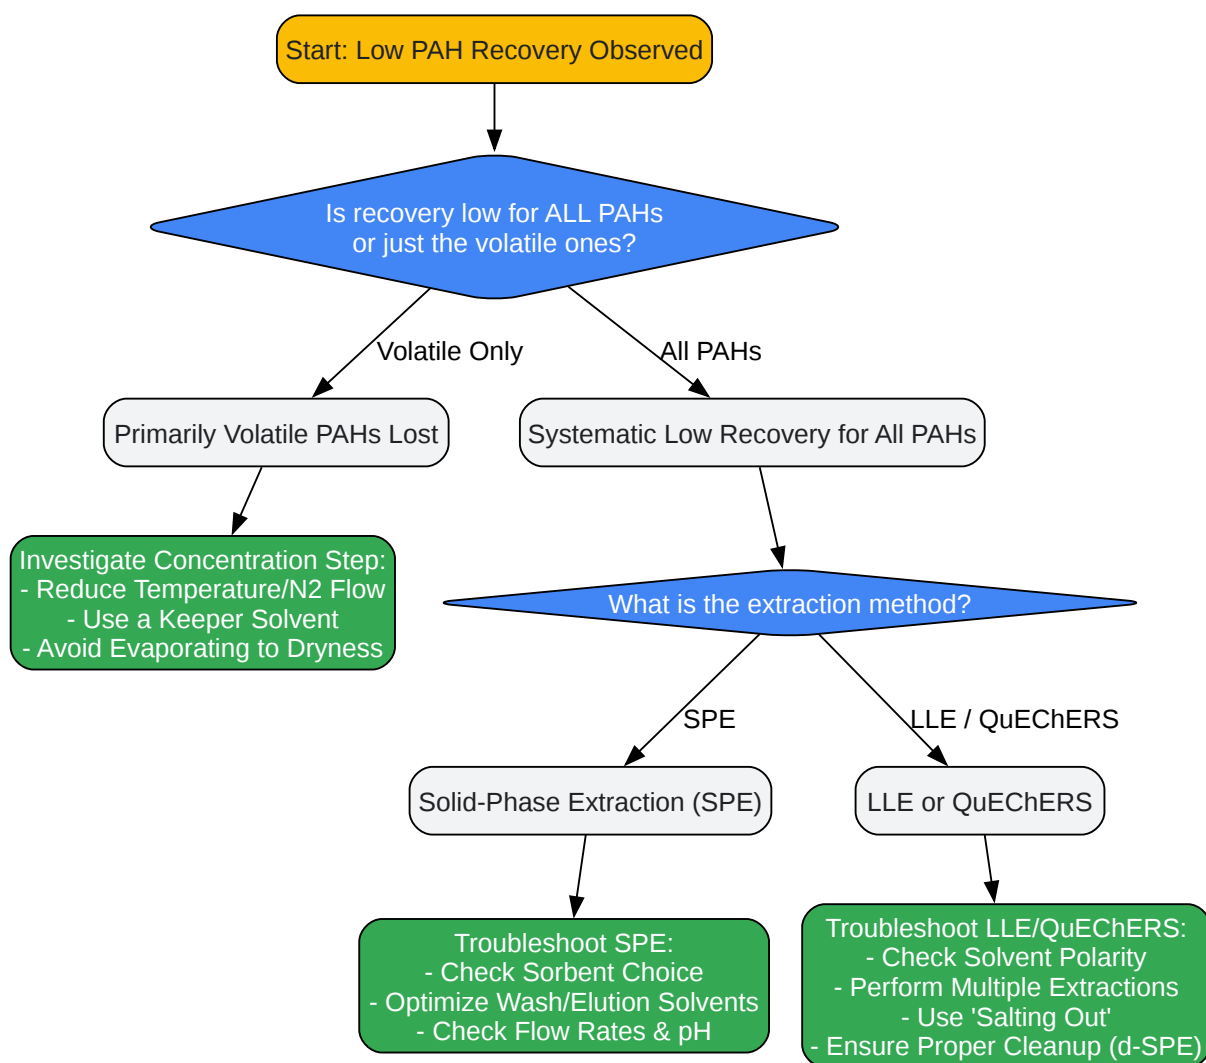 Start: Low PAH Recovery Observed
Is recovery low for ALL PAHs
or just the volatile ones?
Volatile Only
All PAHs
Primarily Volatile PAHs Lost
Systematic Low Recovery for All PAHs
Investigate Concentration Step:
- Reduce Temperature/N2 Flow
- Use a Keeper Solvent
- Avoid Evaporating to Dryness
What is the extraction method?
SPE
LLE / QuEChERS
Solid-Phase Extraction (SPE)
LLE or QuEChERS
Troubleshoot SPE:
- Check Sorbent Choice
- Optimize Wash/Elution Solvents
- Check Flow Rates & pH
Troubleshoot LLE/QuEChERS:
- Check Solvent Polarity
- Perform Multiple Extractions
- Use 'Salting Out'
- Ensure Proper Cleanup (d-SPE)